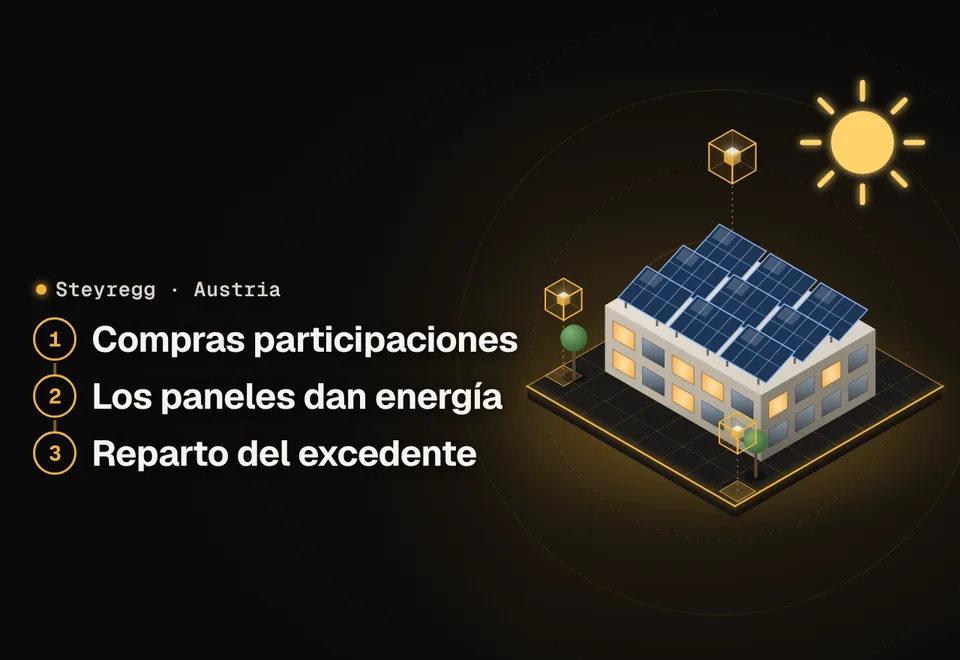 Steyregg · Austria
1 Compras participaciones
2 Los paneles dan energía
3 Reparto del excedente